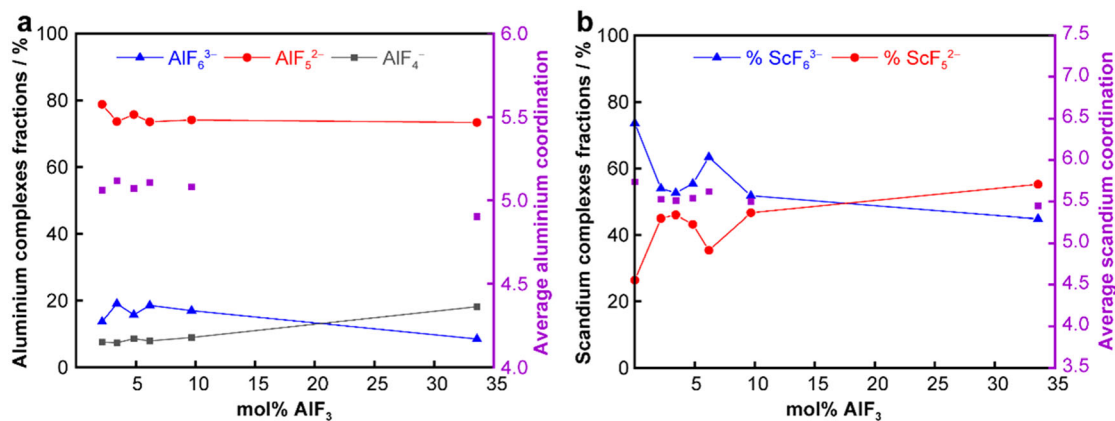 a
AlF₆³⁻ AlF₅²⁻ AlF₄⁻
Aluminium complexes fractions / %
100
80
60
40
20
0
5 10 15 20 25 30 35
mol% AlF₃
6.0
5.5
5.0
4.5
4.0
Average aluminium coordination
b
% ScF₆³⁻ % ScF₅²⁻
Scandium complexes fractions / %
100
80
60
40
20
0 5 10 15 20 25 30 35
mol% AlF₃
7.5
7.0
6.5
6.0
5.5
5.0
4.5
4.0
3.5
Average scandium coordination